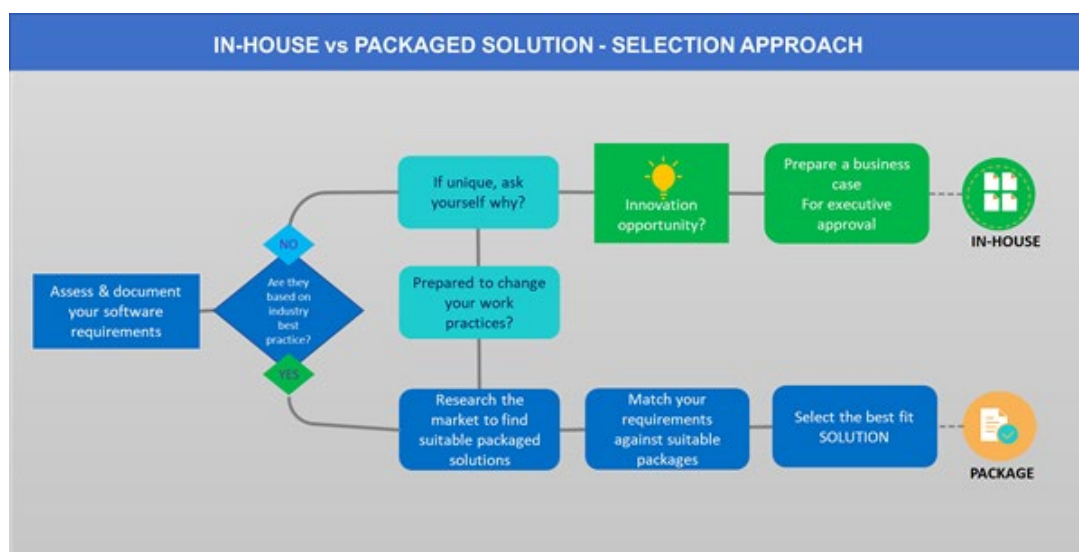 IN-HOUSE vs PACKAGED SOLUTION - SELECTION APPROACH
If unique, ask
yourself why?
Innovation
opportunity?
Prepare a business
case
For executive
approval
IN-HOUSE
NO
Assess & document
your software
requirements
Are they
based on
industry
best
practice?
Prepared to change
your work
practices?
YES
Research the
market to find
suitable packaged
solutions
Match your
requirements
against suitable
packages
Select the best fit
SOLUTION
PACKAGE